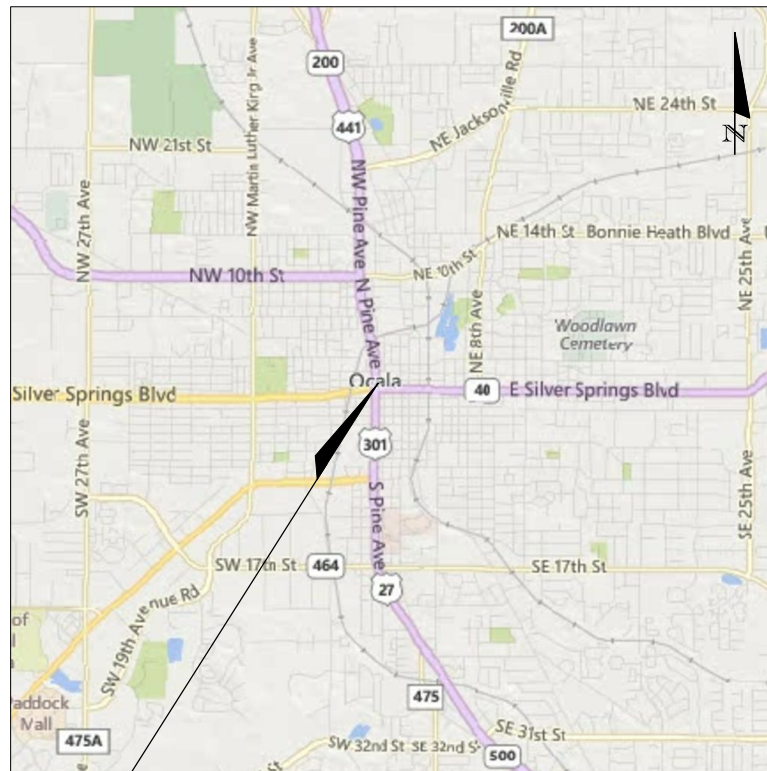 200A
200
NE 24th St
NE Jacksonville Rd
441
N
NW 21st St
NW Martin Luther King Jr Ave
NW Pine Ave
NW 27th Ave
NE 14th St
Bonnie Heath Blvd
NE 25th Ave
NW 10th St
NE 10th St
N Pine Ave
NE 8th Ave
Woodlawn
Cemetery
Ocala
Silver Springs Blvd
40
E Silver Springs Blvd
301
SW 27th Ave
S Pine Ave
SE 25th Ave
SW 17th St
464
SE 17th St
27
SW 19th Avenue Rd
of
addock
Mall
475
475A
SW 32nd St
SE 32nd St
SE 31st St
500
St